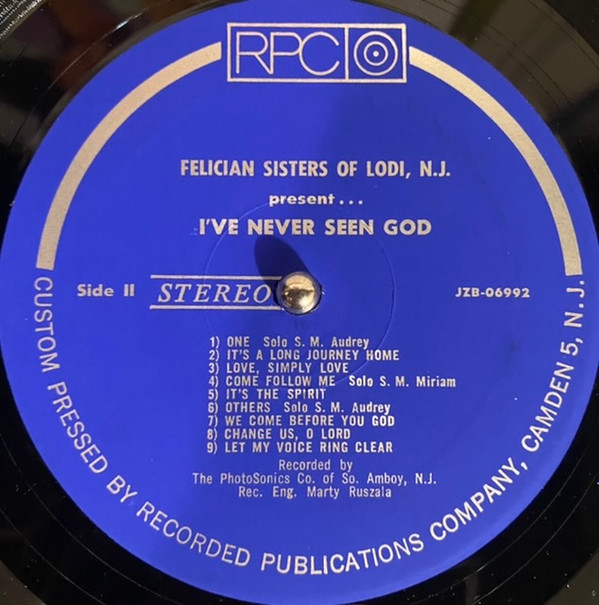 RPC
FELICIAN SISTERS OF LODI, N.J.
present...
I'VE NEVER SEEN GOD
Side II STEREO JZB-06992
1) ONE Solo S. M. Audrey
2) IT'S A LONG JOURNEY HOME
3) LOVE, SIMPLY LOVE
4) COME FOLLOW ME Solo S. M. Miriam
5) IT'S THE SPIRIT
6) OTHERS Solo S. M. Audrey
7) WE COME BEFORE YOU GOD
8) CHANGE US, O LORD
9) LET MY VOICE RING CLEAR
Recorded by
The PhotoSonics Co. of So. Amboy, N.J.
Rec. Eng. Marty Ruszala
CUSTOM PRESSED BY RECORDED PUBLICATIONS COMPANY, CAMDEN 5, N.J.